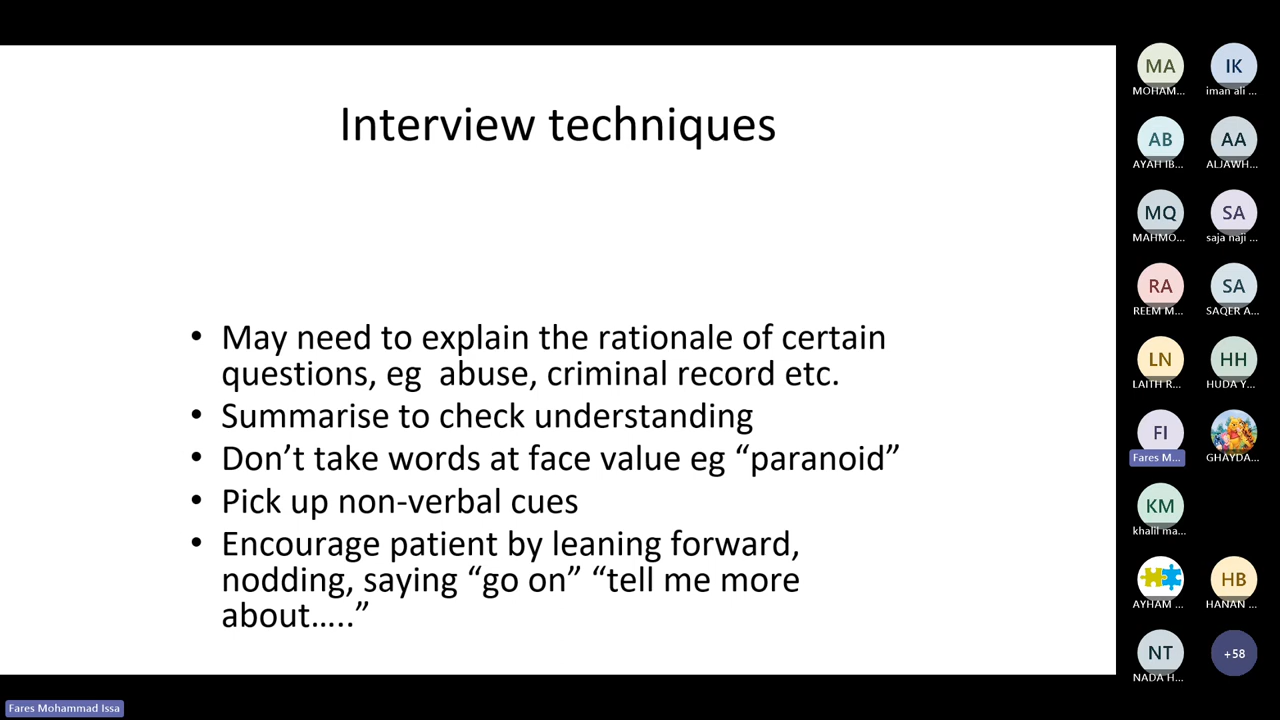 Interview techniques
• May need to explain the rationale of certain
questions, eg  abuse, criminal record etc.
• Summarise to check understanding
• Don’t take words at face value eg “paranoid”
• Pick up non-verbal cues
• Encourage patient by leaning forward,
nodding, saying “go on” “tell me more
about…..”
MA IK
MOHAM... iman ali ...
AB AA
AYAH IB... ALJAWH...
MQ SA
MAHMO... saja naji ...
RA SA
REEM M... SAQER A...
LN HH
LAITH R... HUDA Y...
FI
Fares M... GHAYDA...
KM
khalil ma...
HB
AYHAM ... HANAN ...
NT +58
NADA H...
Fares Mohammad Issa